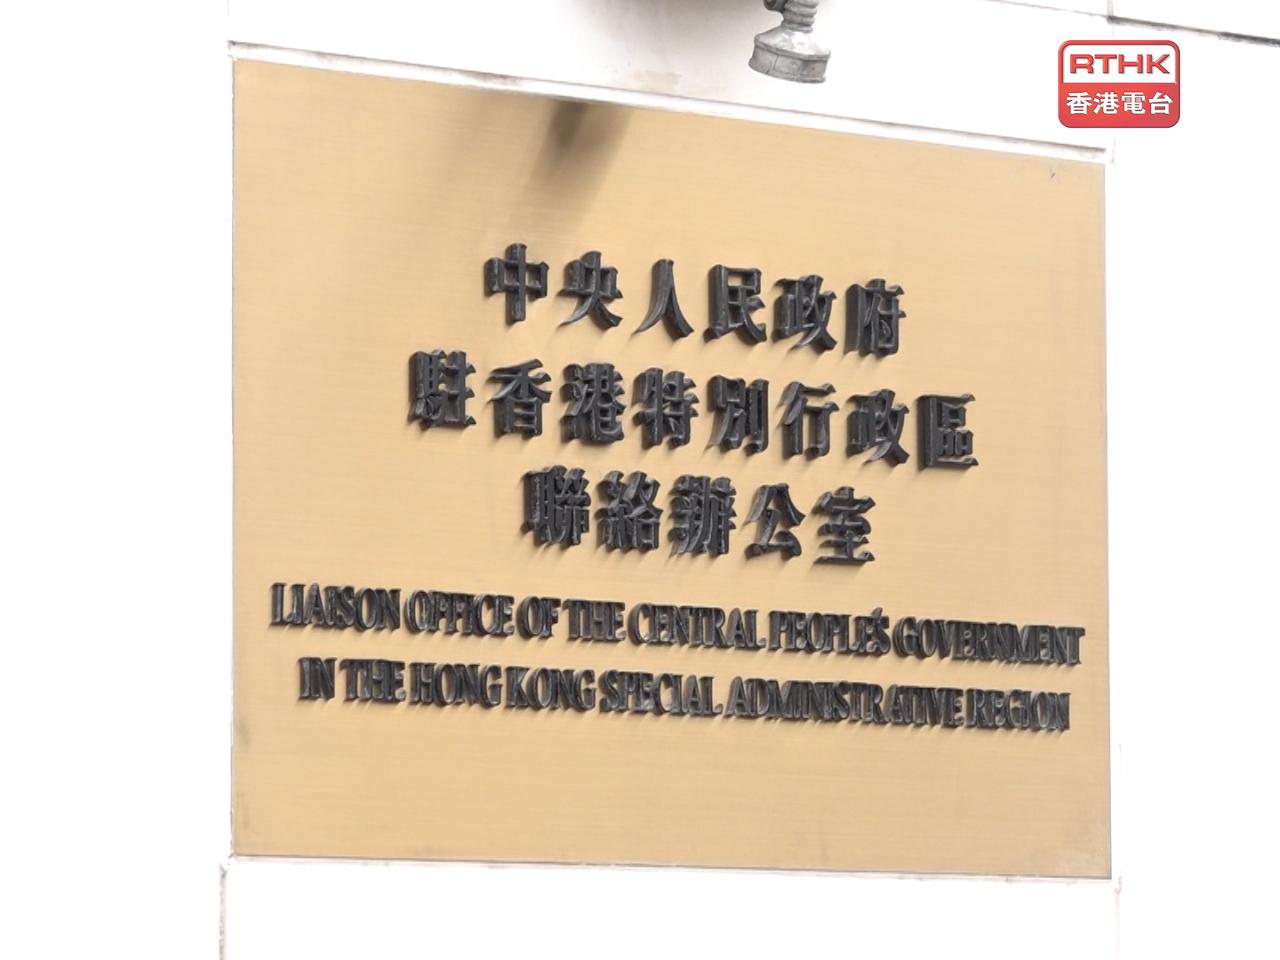 RTHK
香港電台
中央人民政府
駐香港特別行政區
聯絡辦公室
LIAISON OFFICE OF THE CENTRAL PEOPLE'S GOVERNMENT
IN THE HONG KONG SPECIAL ADMINISTRATIVE REGION